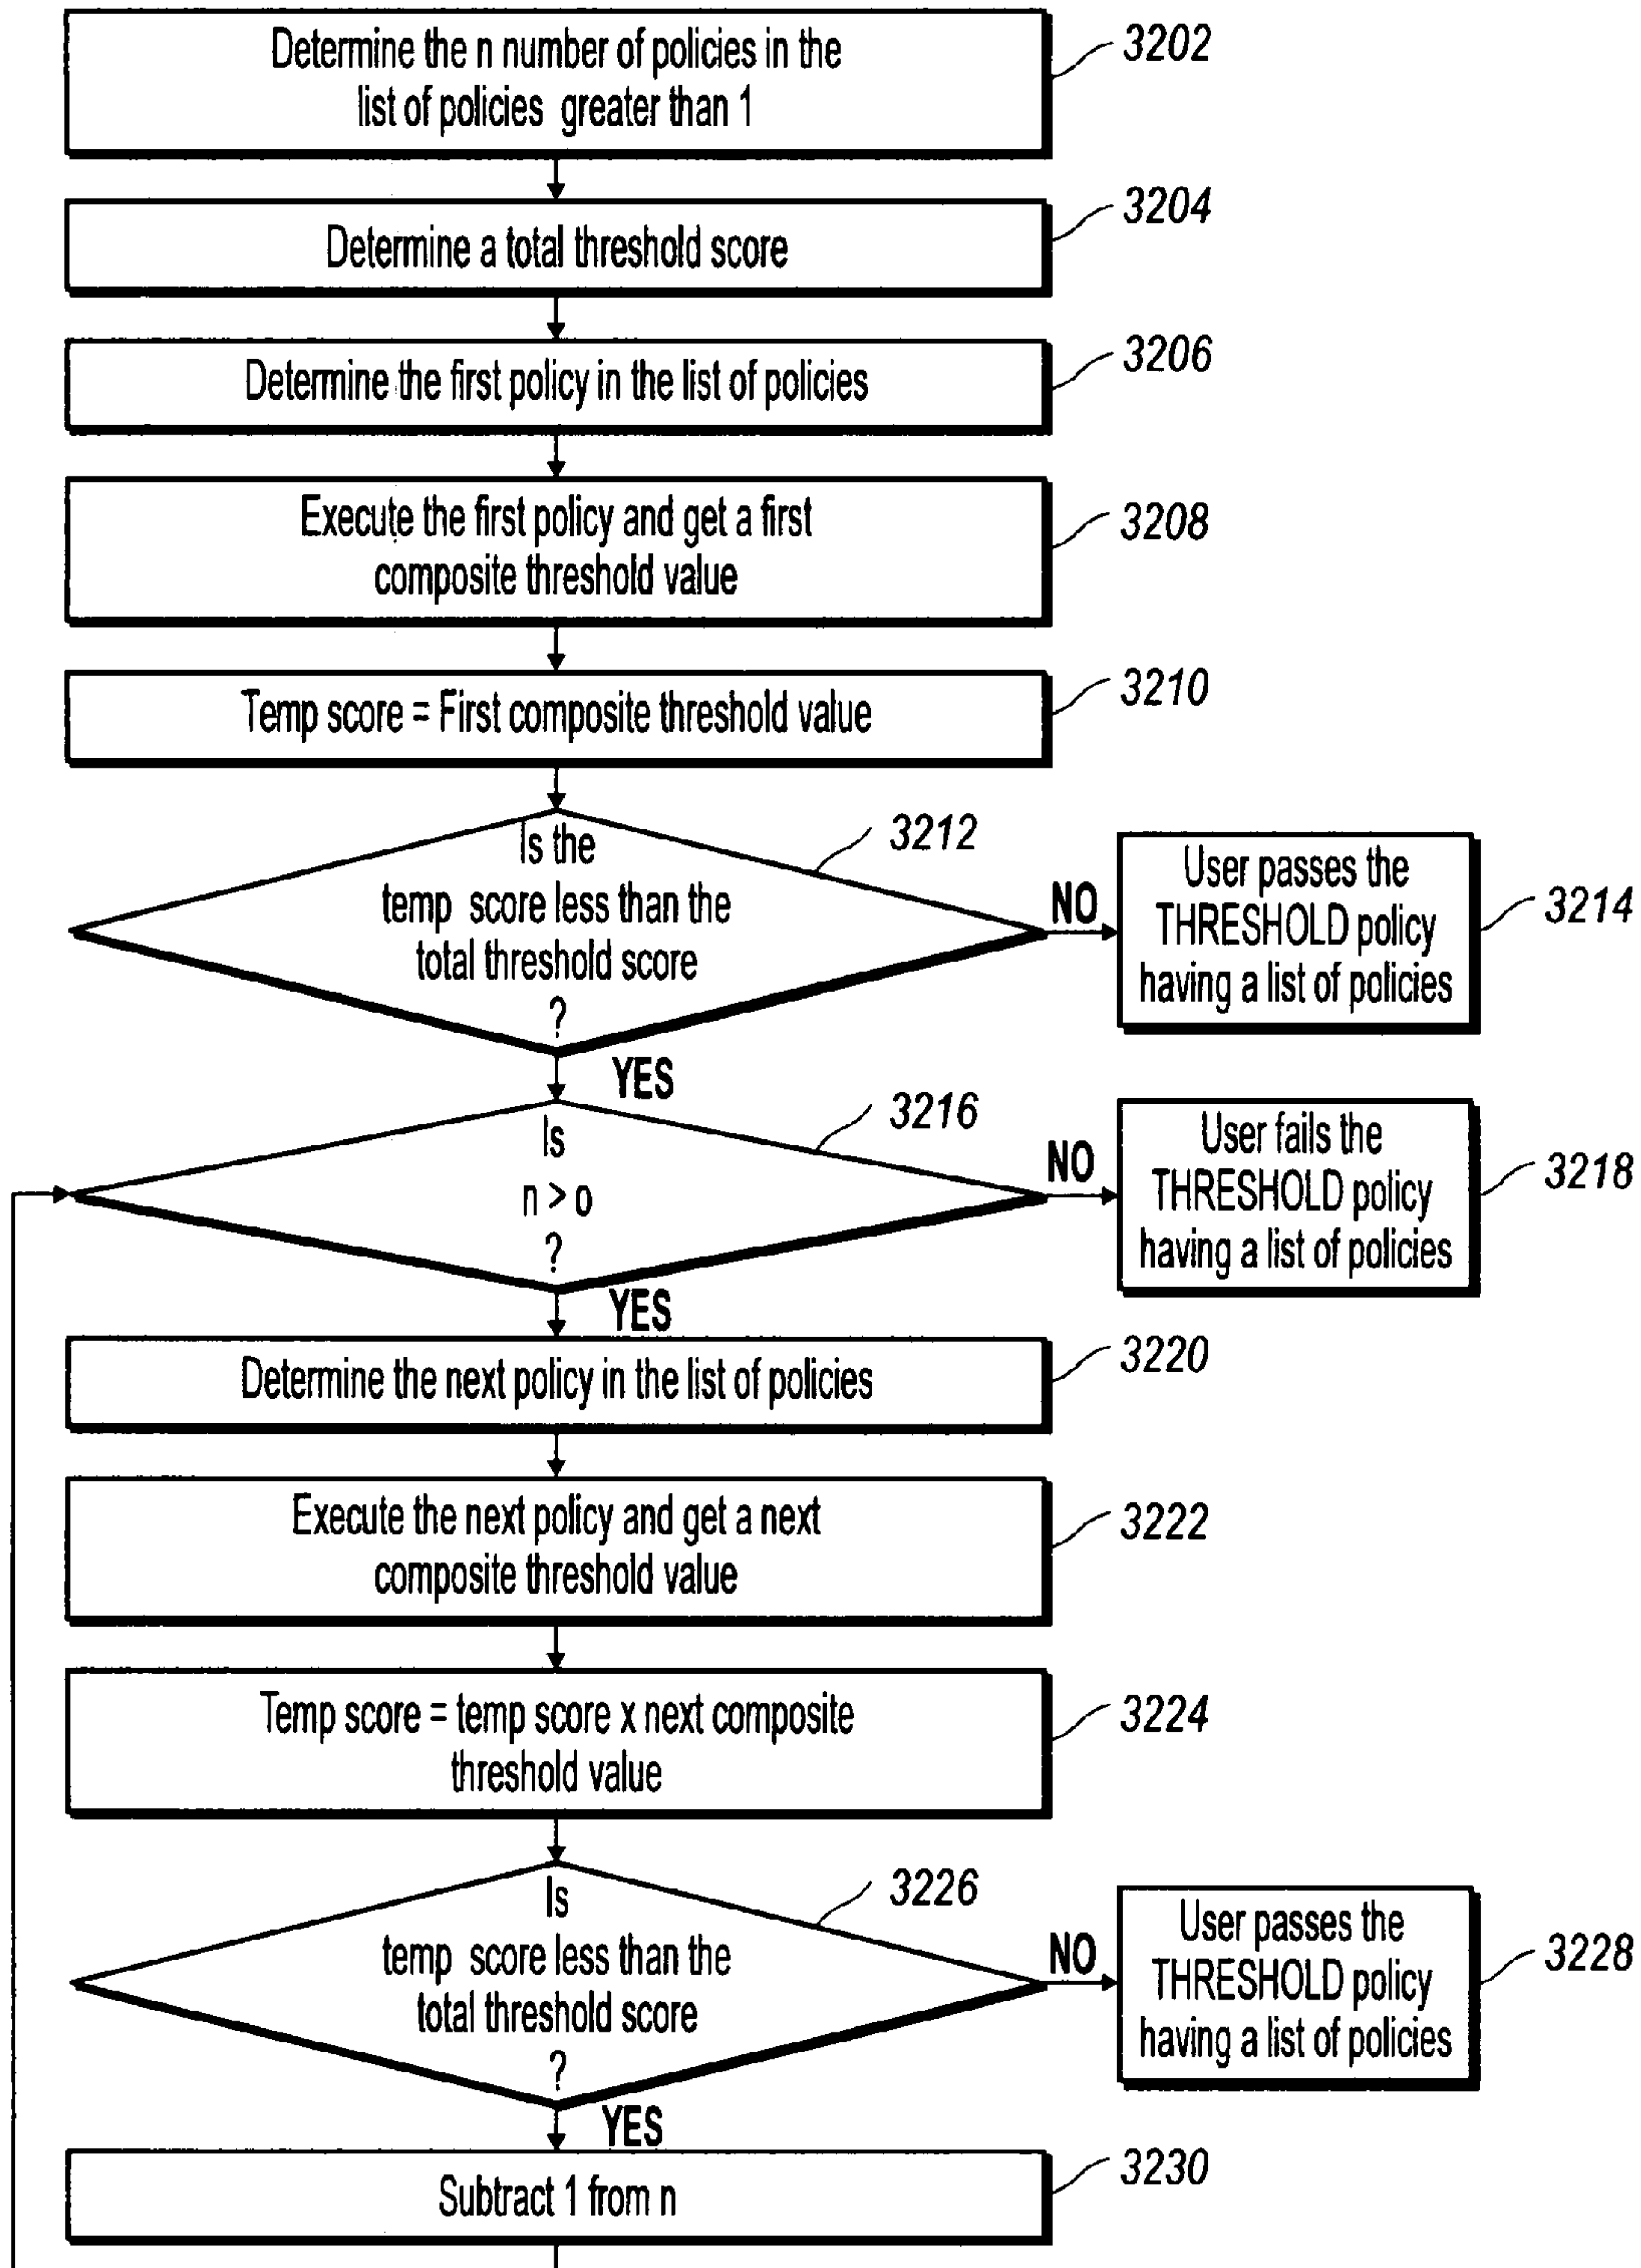 Determine the n number of policies in the
list of policies greater than 1
3202
Determine a total threshold score
3204
Determine the first policy in the list of policies
3206
Execute the first policy and get a first
composite threshold value
3208
Temp score = First composite threshold value
3210
Is the
temp score less than the
total threshold score
?
3212
NO
User passes the
THRESHOLD policy
having a list of policies
3214
YES
Is
n > o
?
3216
NO
User fails the
THRESHOLD policy
having a list of policies
3218
YES
Determine the next policy in the list of policies
3220
Execute the next policy and get a next
composite threshold value
3222
Temp score = temp score x next composite
threshold value
3224
Is
temp score less than the
total threshold score
?
3226
NO
User passes the
THRESHOLD policy
having a list of policies
3228
YES
Subtract 1 from n
3230